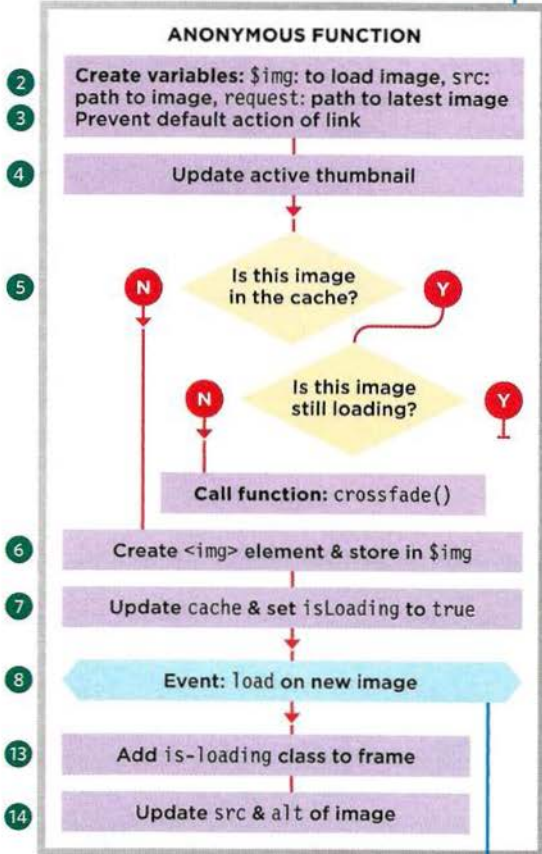 ANONYMOUS FUNCTION
2 Create variables: $img: to load image, src:
path to image, request: path to latest image
3 Prevent default action of link
4 Update active thumbnail
5 N Is this image Y
in the cache?
N Is this image Y
still loading?
Call function: crossfade()
6 Create <img> element & store in $img
7 Update cache & set isLoading to true
8 Event: load on new image
13 Add is-loading class to frame
14 Update src & alt of image